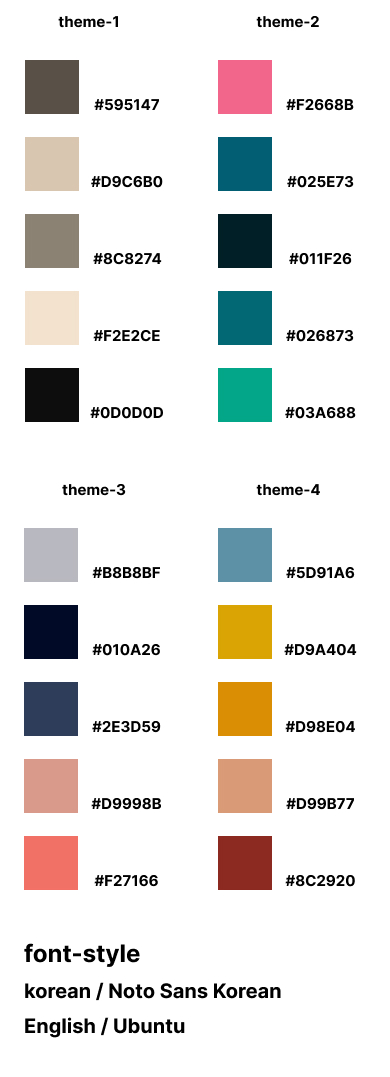 theme-1
#595147
#D9C6B0
#8C8274
#F2E2CE
#0D0D0D
theme-2
#F2668B
#025E73
#011F26
#026873
#03A688
theme-3
#B8B8BF
#010A26
#2E3D59
#D9998B
#F27166
theme-4
#5D91A6
#D9A404
#D98E04
#D99B77
#8C2920
font-style
korean / Noto Sans Korean
English / Ubuntu